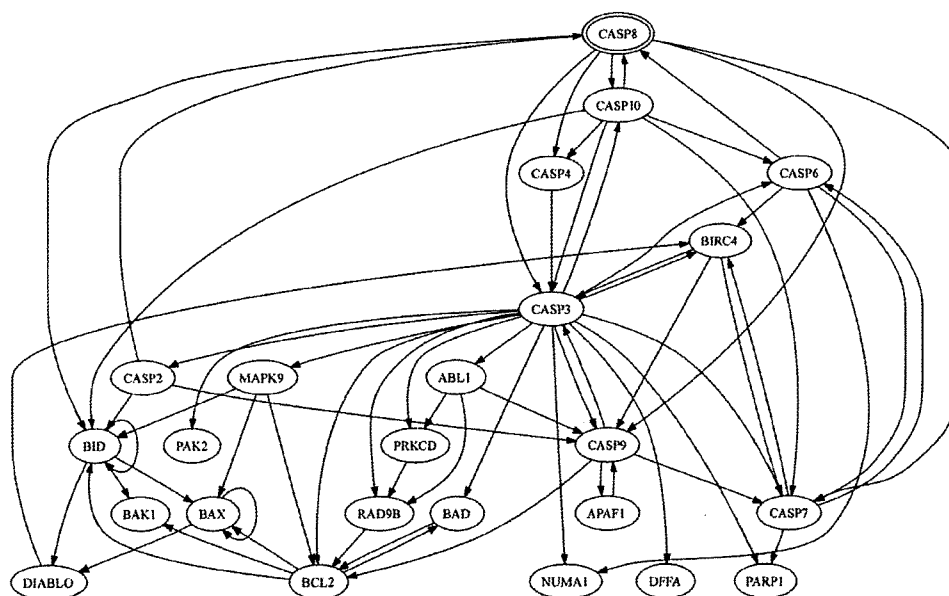 CASP8
CASP10
CASP4
CASP6
BIRC4
CASP3
CASP2
MAPK9
ABL1
BID
PAK2
PRKCD
CASP9
BAK1
BAX
RAD9B
BAD
APAF1
CASP7
DIABLO
BCL2
NUMA1
DFFA
PARP1